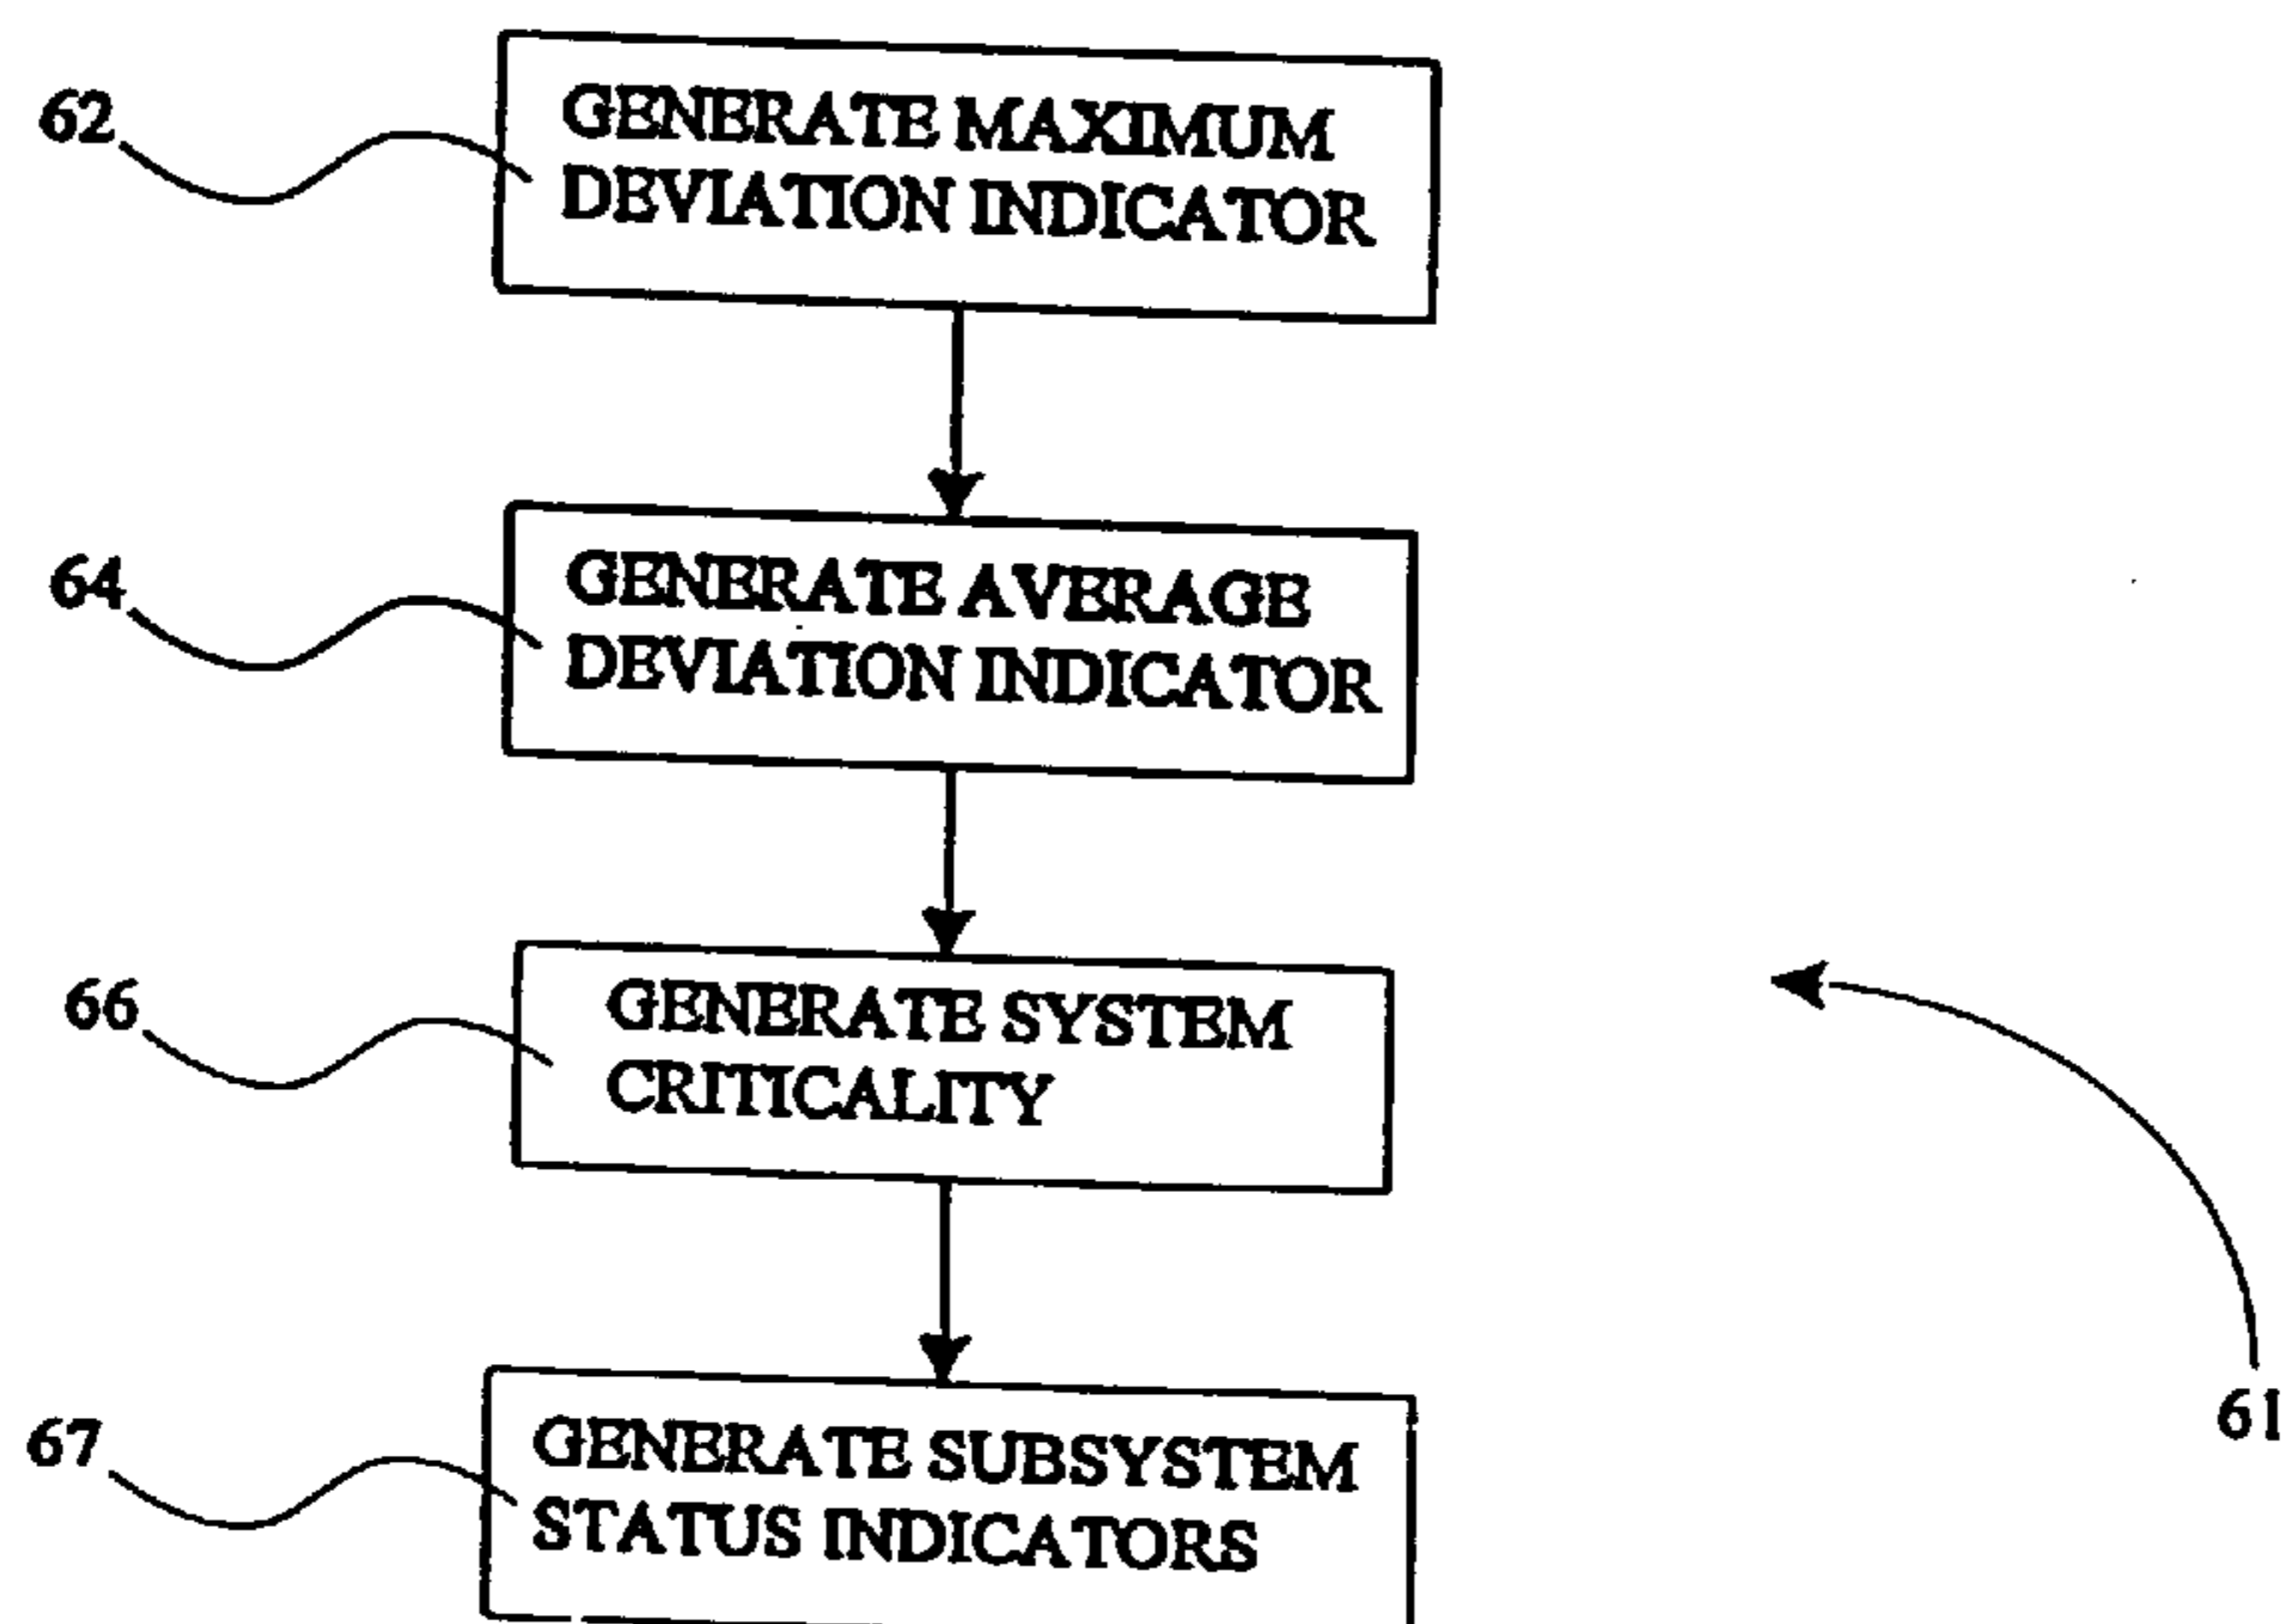 62
GENERATE MAXIMUM
DEVIATION INDICATOR
64
GENERATE AVERAGE
DEVIATION INDICATOR
66
GENERATE SYSTEM
CRITICALITY
61
67
GENERATE SUBSYSTEM
STATUS INDICATORS